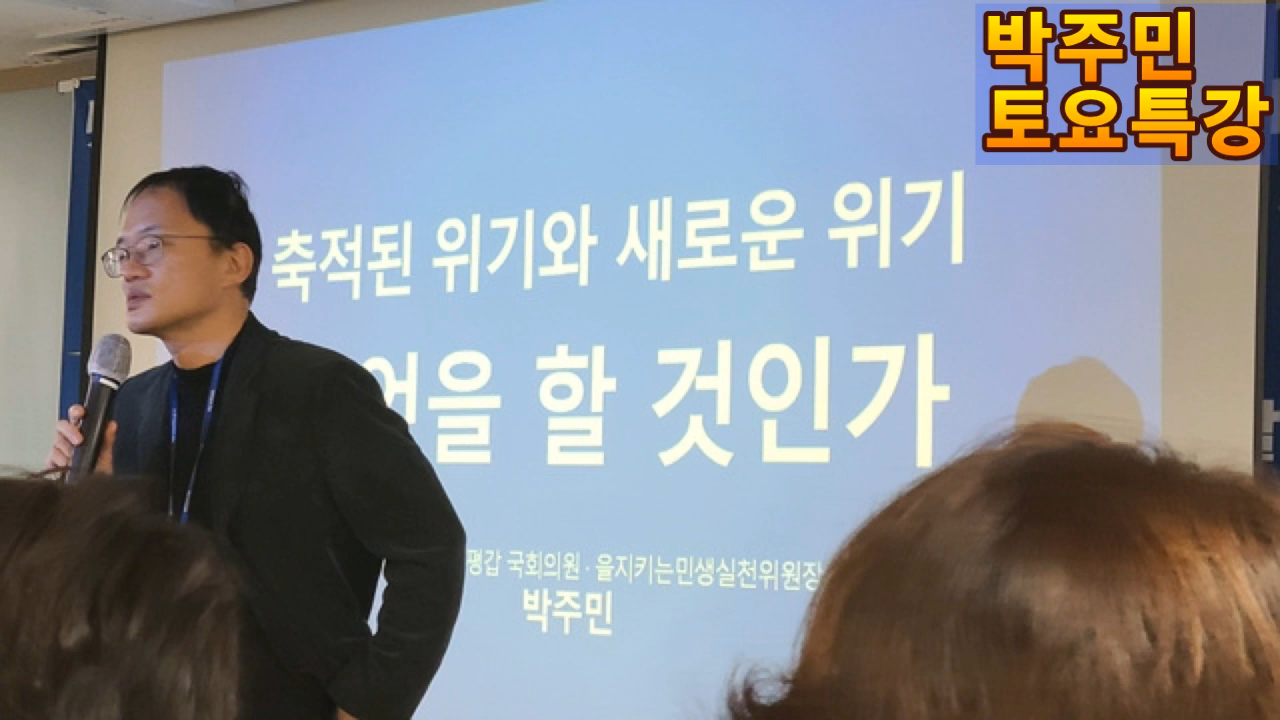 박주민
토요특강
축적된 위기와 새로운 위기
할 것인가
국회의원 · 을지키는민생실천위원장
박주민